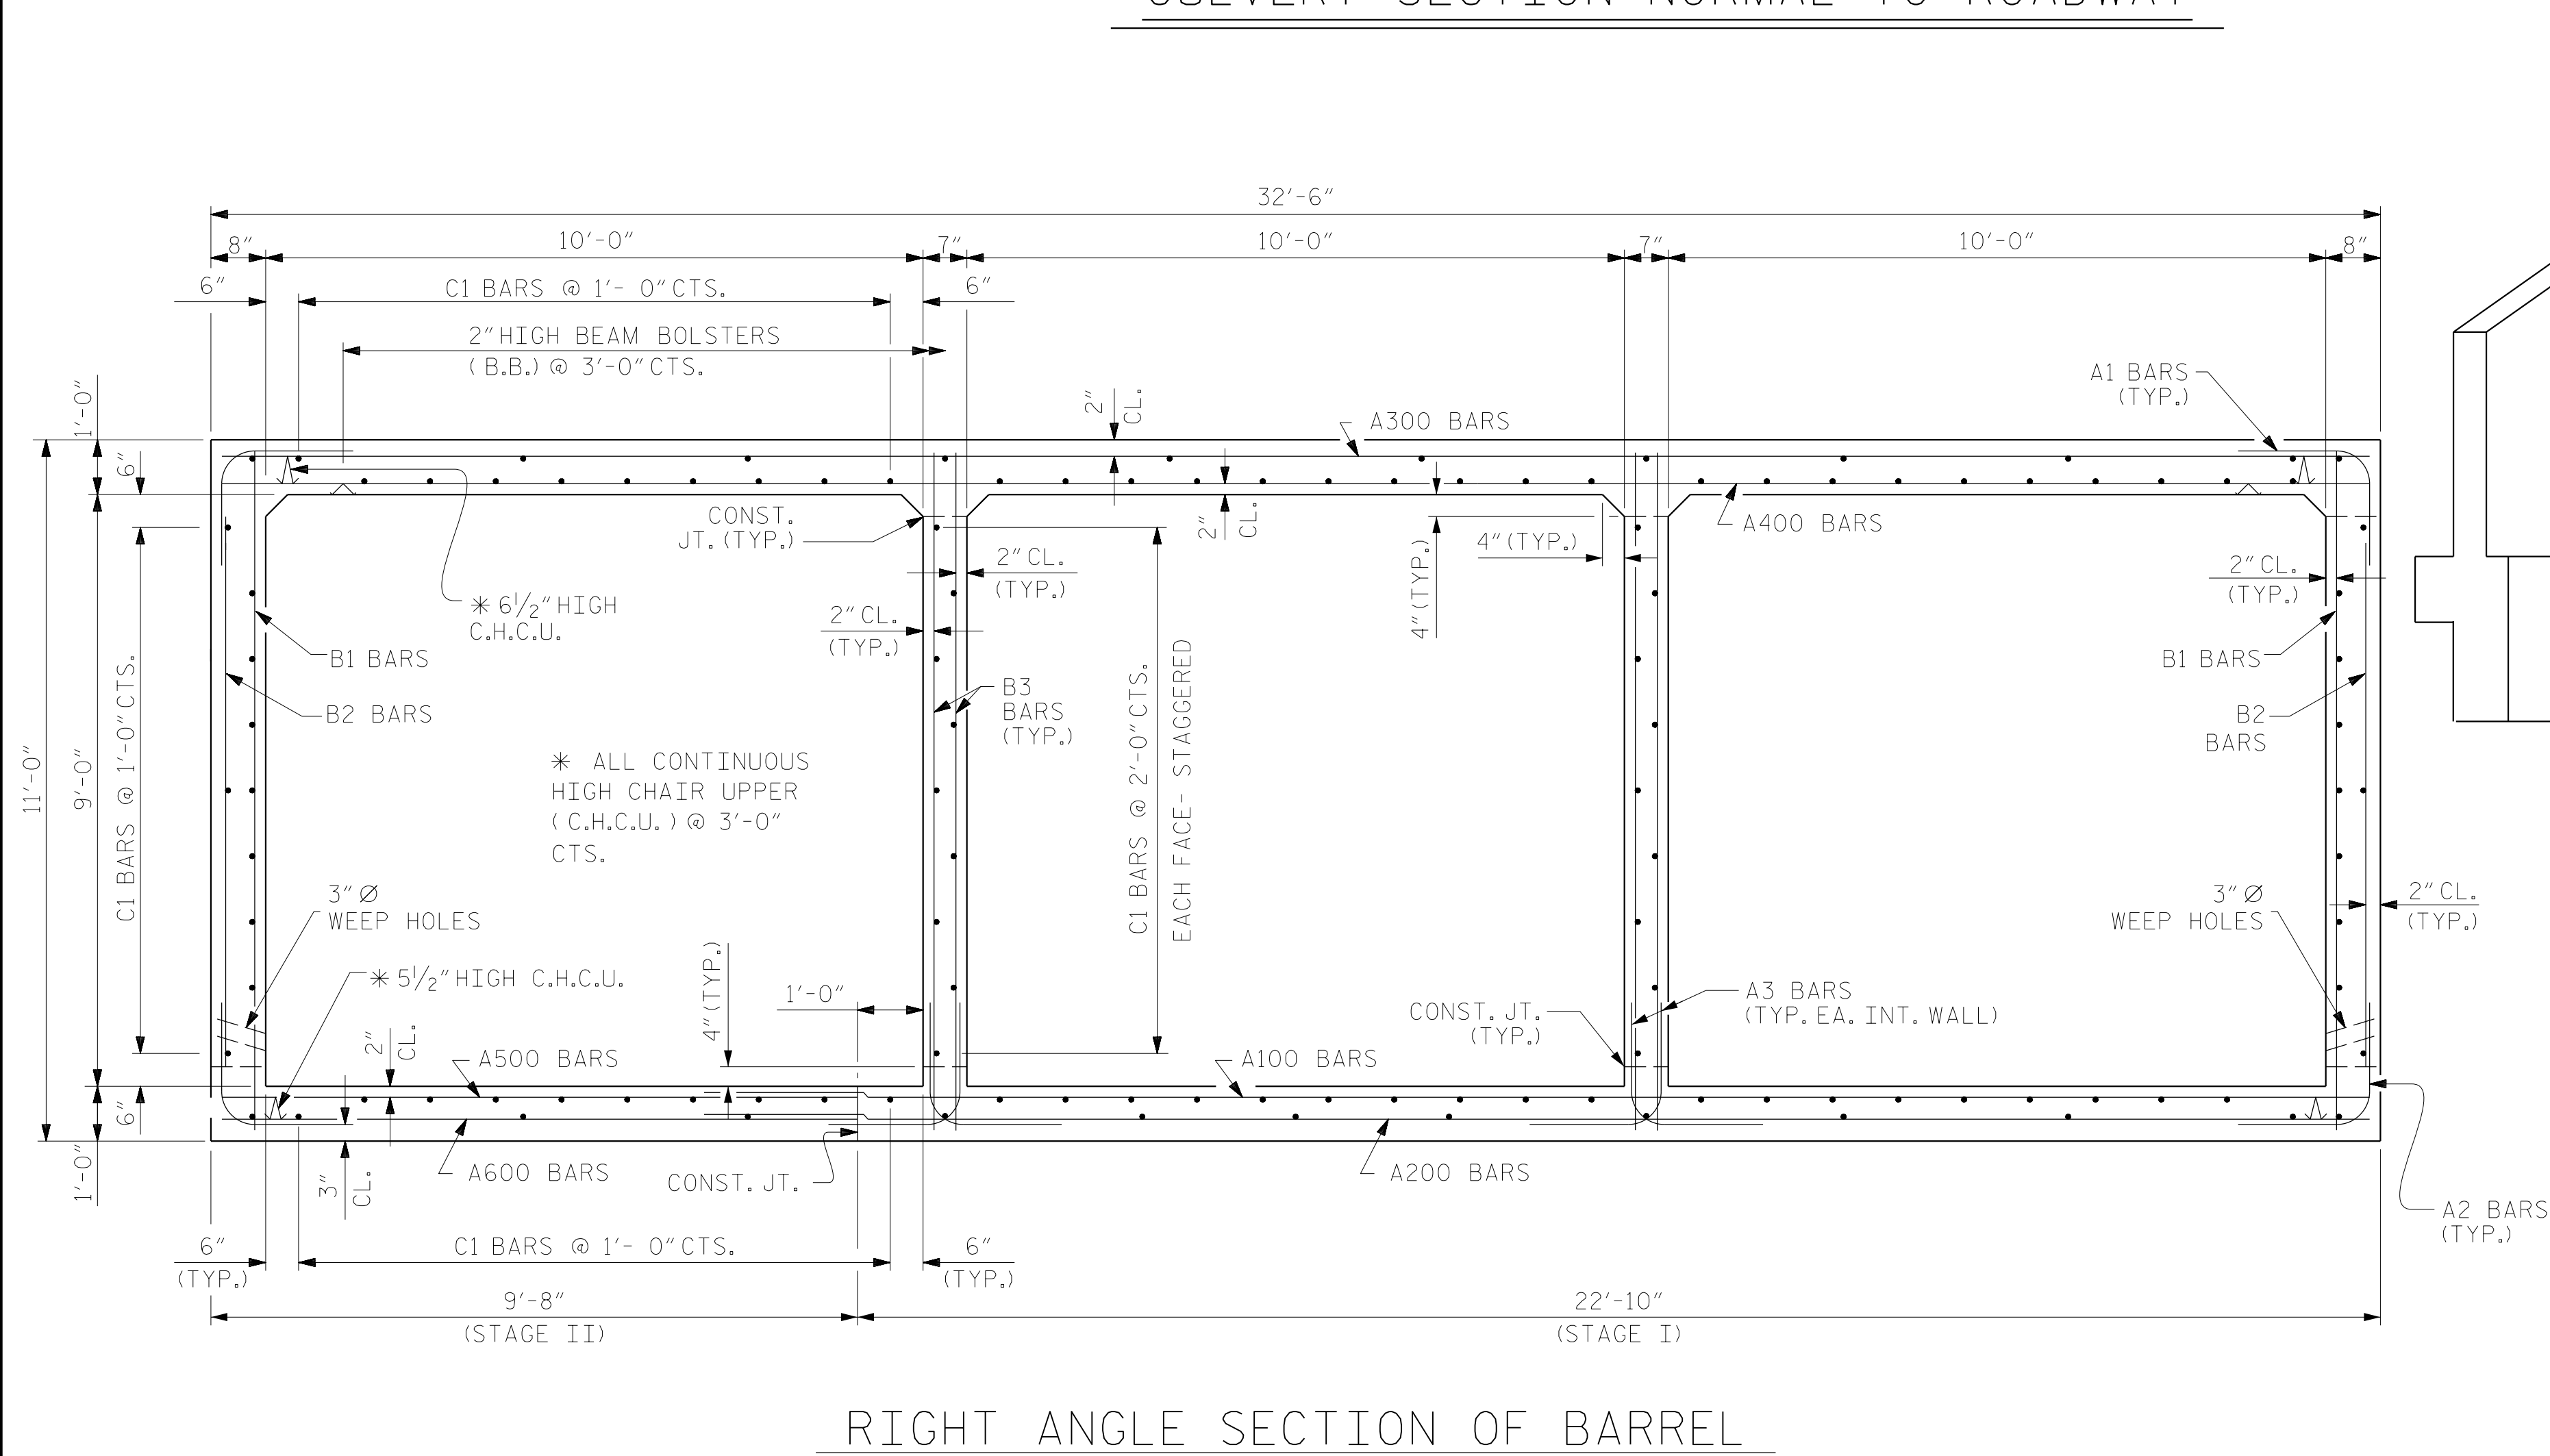 32'-6"
8" 10'-0" 7" 10'-0" 7" 10'-0" 8"
6" C1 BARS @ 1'- 0" CTS. 6"
2" HIGH BEAM BOLSTERS
( B.B.) @ 3'-0" CTS.
1'-0"
6"
2"
CL.
A300 BARS
A1 BARS
(TYP.)
CONST.
JT. (TYP.)
2"
CL.
A400 BARS
4" (TYP.)
4" (TYP.)
2" CL.
(TYP.)
2" CL.
(TYP.)
2" CL.
(TYP.)
* 6 1/2" HIGH
C.H.C.U.
B1 BARS
B2 BARS
B3
BARS
(TYP.)
B1 BARS
B2
BARS
11'-0"
9'-0"
C1 BARS @ 1'-0" CTS.
* ALL CONTINUOUS
HIGH CHAIR UPPER
( C.H.C.U. ) @ 3'-0"
CTS.
C1 BARS @ 2'-0" CTS.
EACH FACE- STAGGERED
3" Ø
WEEP HOLES
3" Ø
WEEP HOLES
2" CL.
(TYP.)
* 5 1/2" HIGH C.H.C.U.
4" (TYP.)
1'-0"
CONST. JT.
(TYP.)
A3 BARS
(TYP. EA. INT. WALL)
2"
CL.
A500 BARS
A100 BARS
6"
1'-0"
3"
CL.
A600 BARS
CONST. JT.
A200 BARS
A2 BARS
(TYP.)
6"
(TYP.)
C1 BARS @ 1'- 0" CTS.
6"
(TYP.)
9'-8"
(STAGE II)
22'-10"
(STAGE I)
RIGHT ANGLE SECTION OF BARREL